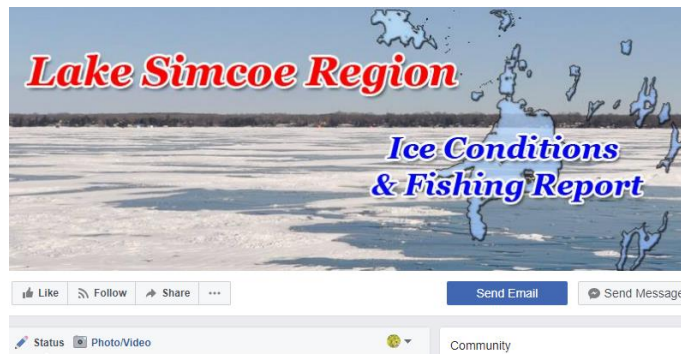 Lake Simcoe Region
Ice Conditions
& Fishing Report
Like Follow Share ...
Send Email Send Message
Status Photo/Video
Community